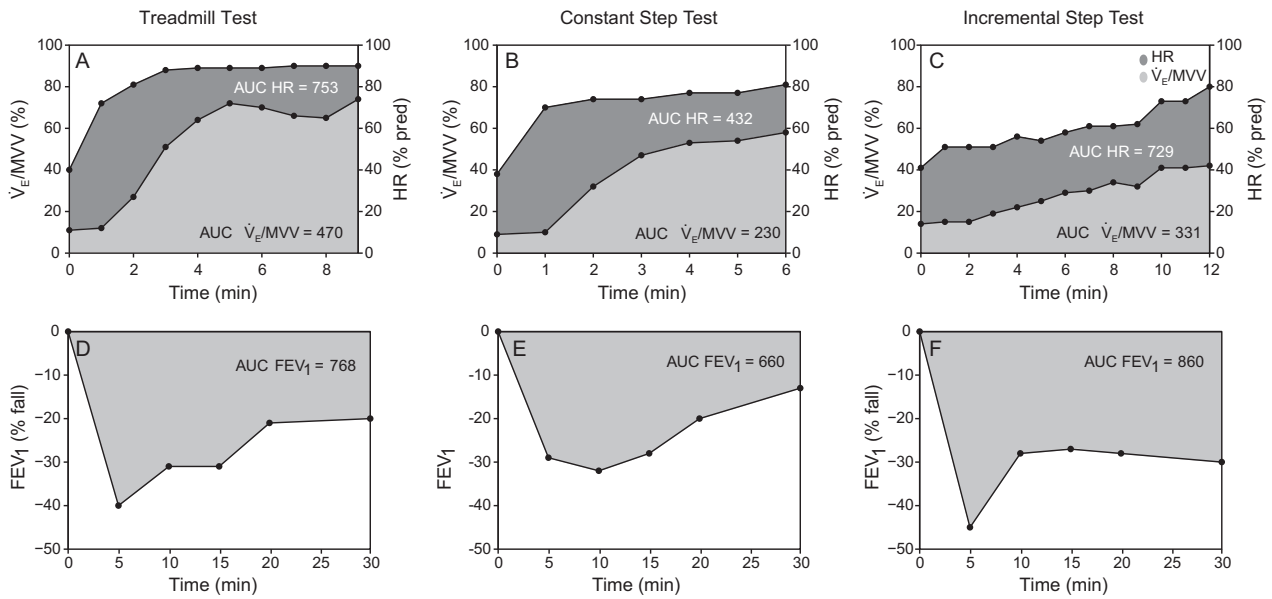 Treadmill Test
Constant Step Test
Incremental Step Test
A
100
80
60
40
20
0
V̇E/MVV (%)
100
80
60
40
20
0
HR (% pred)
AUC HR = 753
AUC V̇E/MVV = 470
0 2 4 6 8
Time (min)
B
100
80
60
40
20
0
V̇E/MVV (%)
100
80
60
40
20
0
HR (% pred)
AUC HR = 432
AUC V̇E/MVV = 230
0 1 2 3 4 5 6
Time (min)
C
100
80
60
40
20
0
V̇E/MVV (%)
100
80
60
40
20
0
HR (% pred)
HR
V̇E/MVV
AUC HR = 729
AUC V̇E/MVV = 331
0 2 4 6 8 10 12
Time (min)
D
0
−10
−20
−30
−40
−50
FEV1 (% fall)
AUC FEV1 = 768
0 5 10 15 20 25 30
Time (min)
E
0
-10
-20
-30
-40
-50
FEV1
AUC FEV1 = 660
0 5 10 15 20 25 30
Time (min)
F
0
−10
−20
−30
−40
−50
FEV1 (% fall)
AUC FEV1 = 860
0 5 10 15 20 25 30
Time (min)